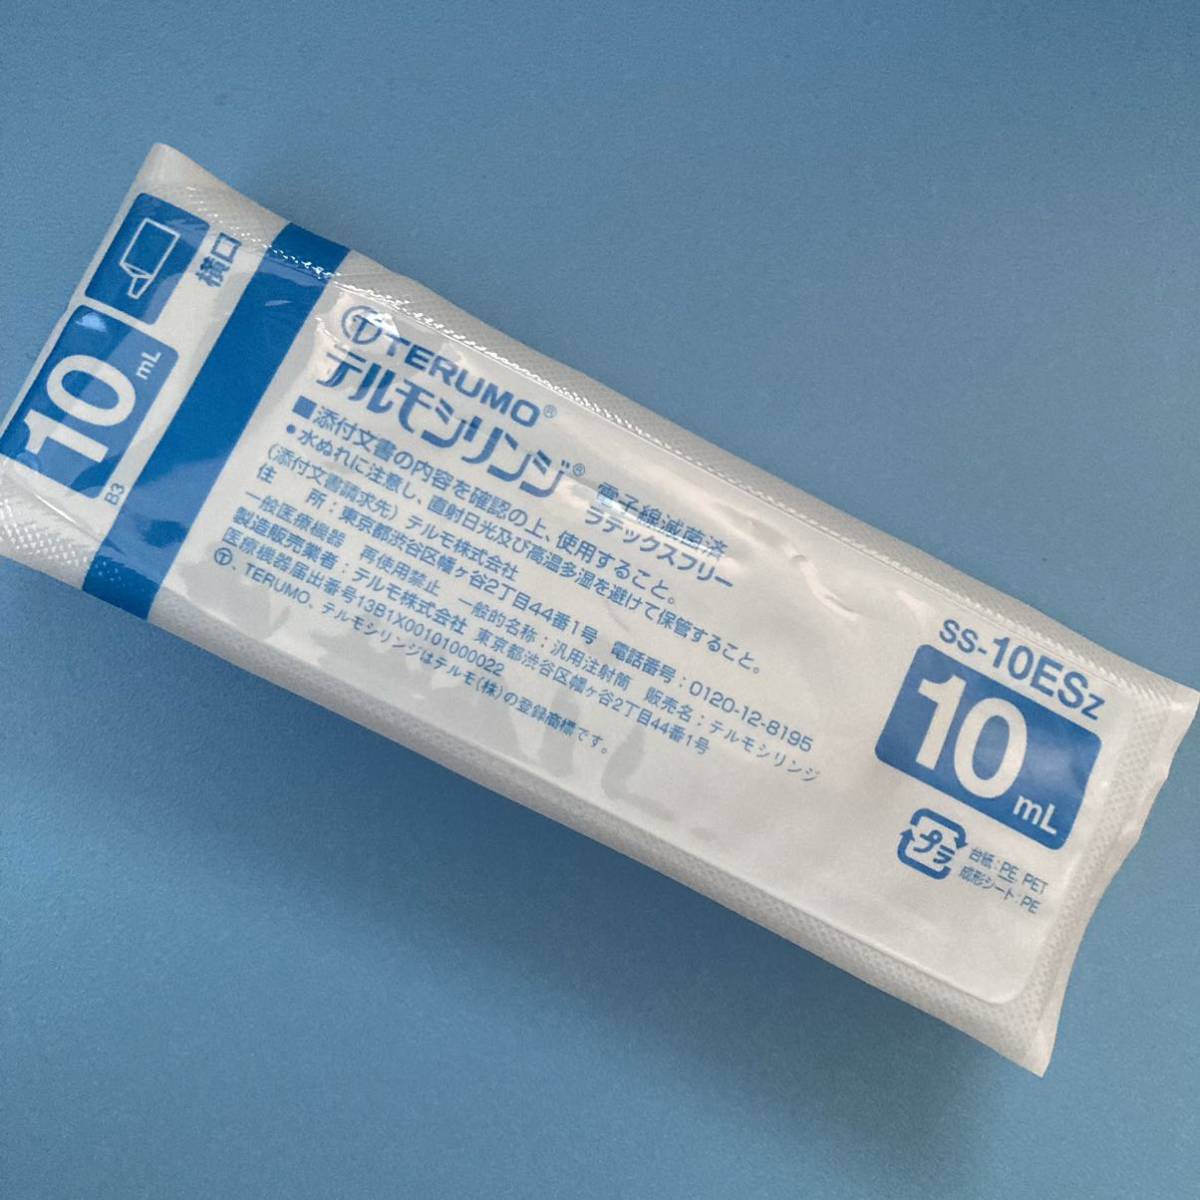 10 mL
横口
B3
TERUMO®
テルモシリンジ®
電子線滅菌済
ラテックスフリー
■添付文書の内容を確認の上、使用すること。
・水ぬれに注意し、直射日光及び高温多湿を避けて保管すること。
(添付文書請求先)テルモ株式会社
住 所:東京都渋谷区幡ヶ谷2丁目44番1号 電話番号:0120-12-8195
一般医療機器 再使用禁止 一般的名称:汎用注射筒 販売名:テルモシリンジ
製造販売業者:テルモ株式会社 東京都渋谷区幡ヶ谷2丁目44番1号
医療機器届出番号13B1X00101000022
Ⓣ、TERUMO、テルモシリンジはテルモ(株)の登録商標です。
SS-10ESz
10 mL
プラ
台紙:PE, PET
成形シート:PE